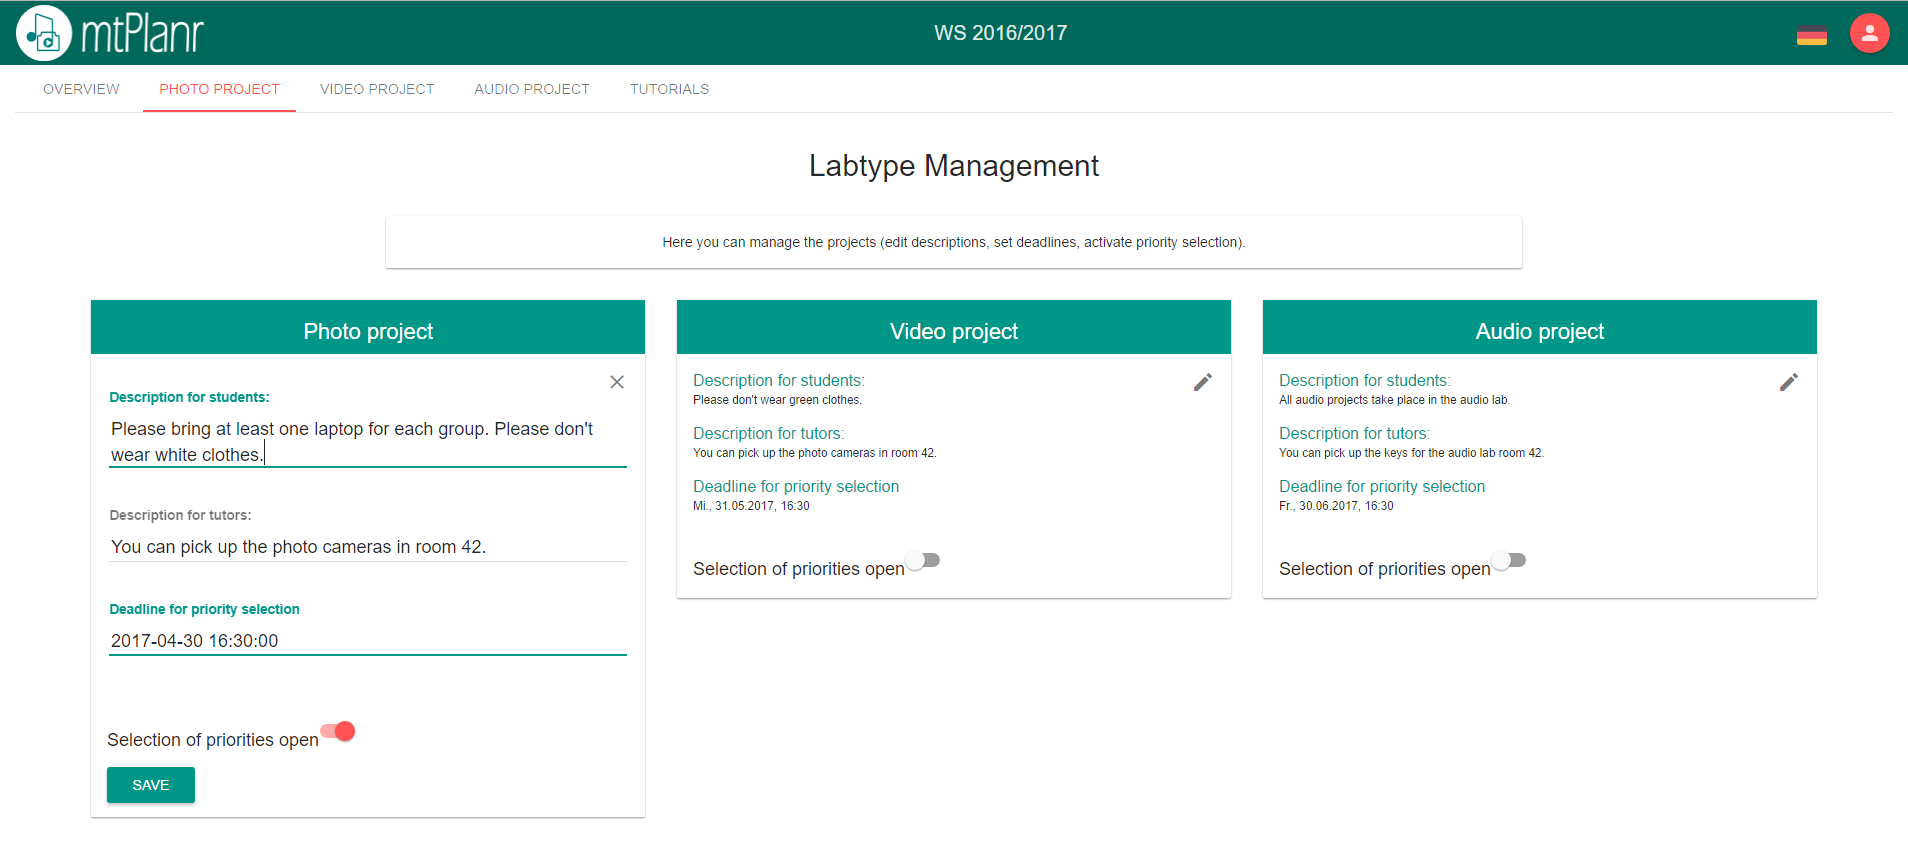 mtPlanr
WS 2016/2017
OVERVIEW
PHOTO PROJECT
VIDEO PROJECT
AUDIO PROJECT
TUTORIALS
Labtype Management
Here you can manage the projects (edit descriptions, set deadlines, activate priority selection).
Photo project
Description for students:
Please bring at least one laptop for each group. Please don't
wear white clothes.
Description for tutors:
You can pick up the photo cameras in room 42.
Deadline for priority selection
2017-04-30 16:30:00
Selection of priorities open
SAVE
Video project
Description for students:
Please don't wear green clothes.
Description for tutors:
You can pick up the photo cameras in room 42.
Deadline for priority selection
Mi., 31.05.2017, 16:30
Selection of priorities open
Audio project
Description for students:
All audio projects take place in the audio lab.
Description for tutors:
You can pick up the keys for the audio lab room 42.
Deadline for priority selection
Fr., 30.06.2017, 16:30
Selection of priorities open